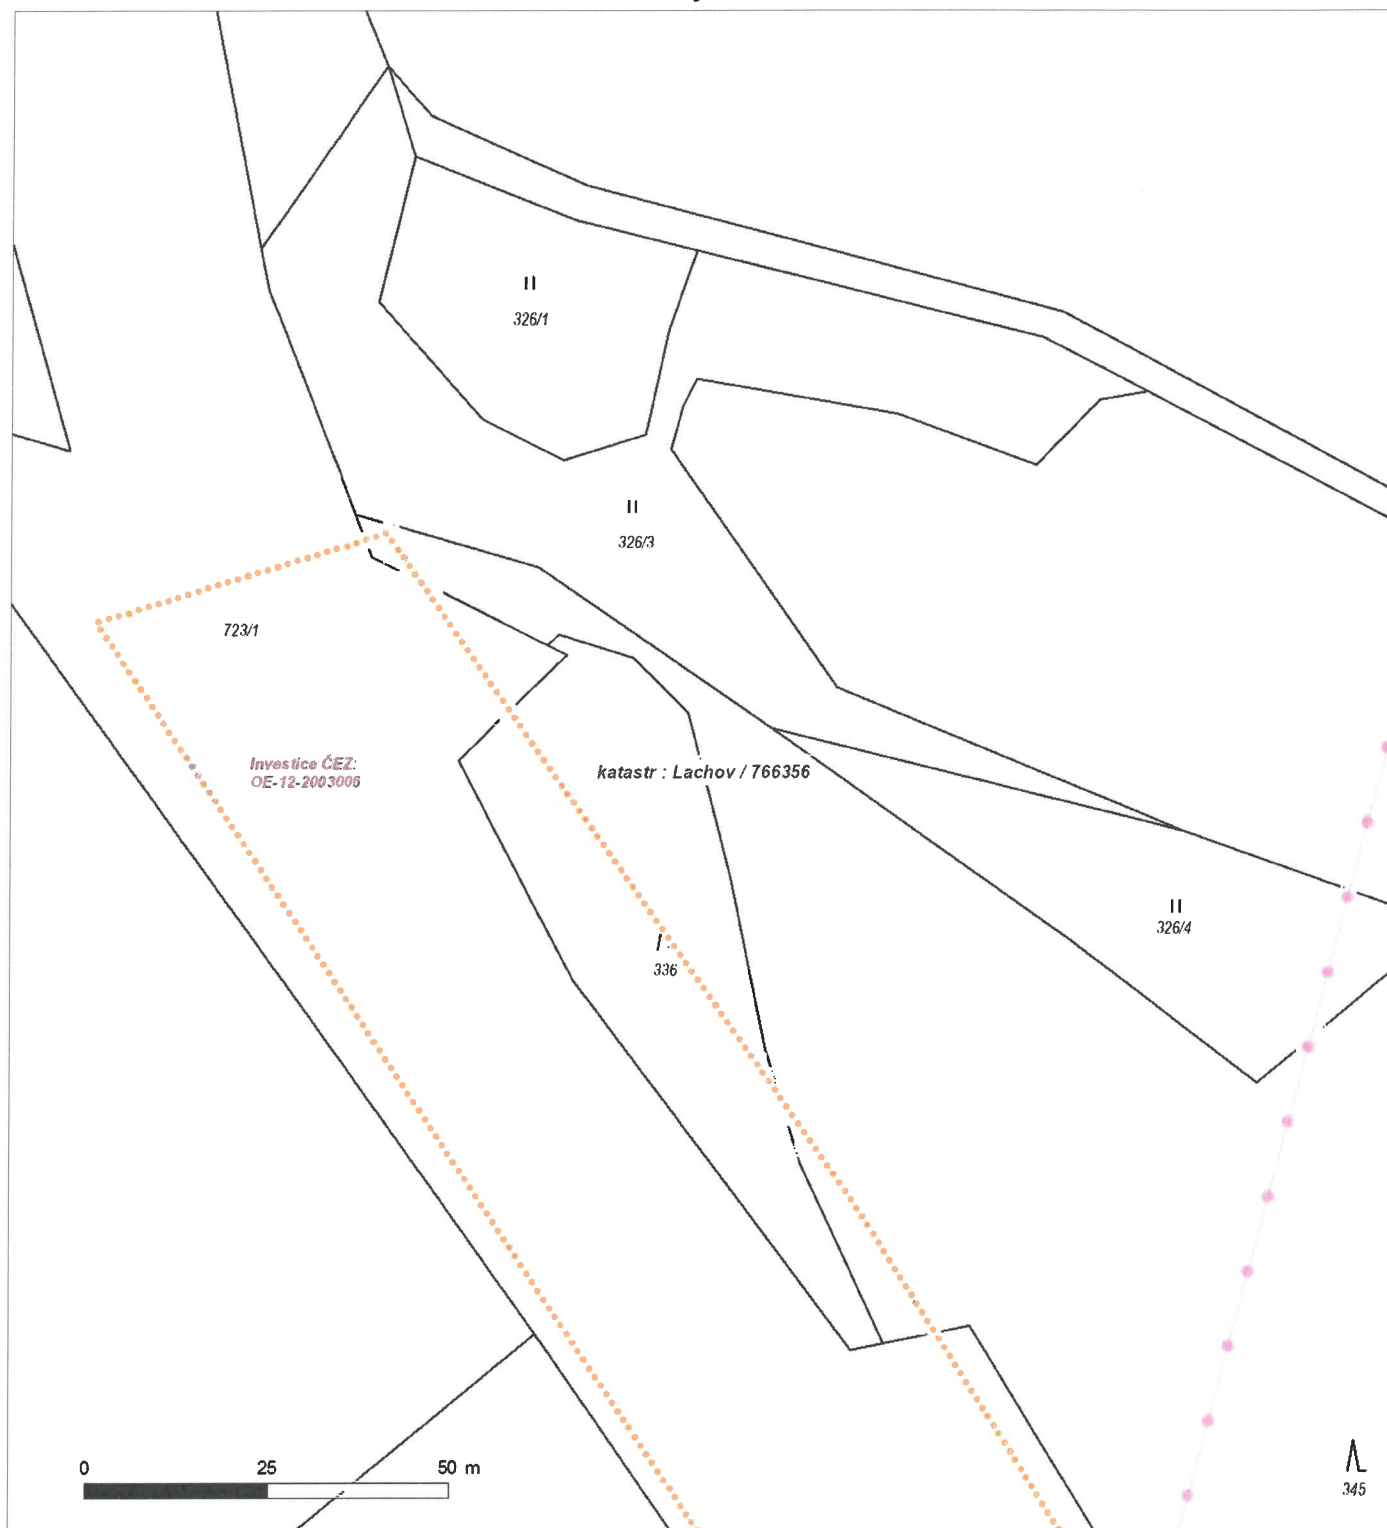 II
326/1
II
326/3
723/1
Investice ČEZ:
OE-12-2003006
katastr : Lachov / 766356
II
326/4
336
0 25 50 m
345